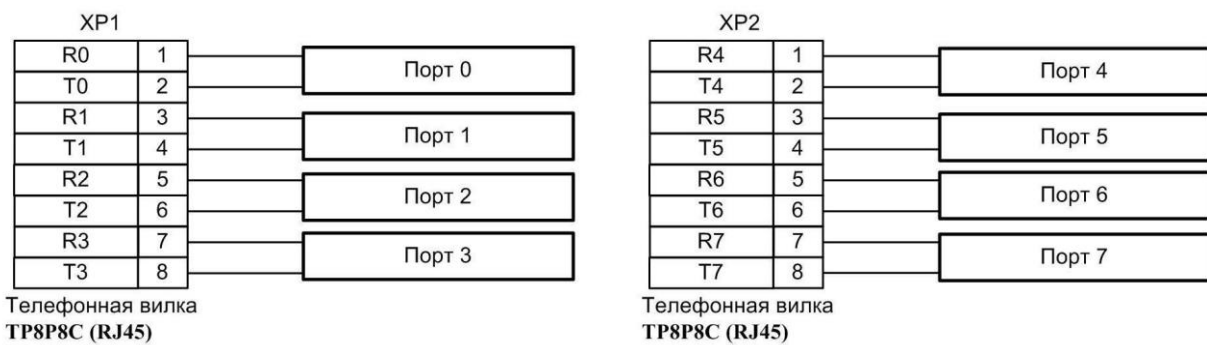 XP1
R0 1
T0 2
R1 3
T1 4
R2 5
T2 6
R3 7
T3 8
Порт 0
Порт 1
Порт 2
Порт 3
Телефонная вилка
TP8P8C (RJ45)
XP2
R4 1
T4 2
R5 3
T5 4
R6 5
T6 6
R7 7
T7 8
Порт 4
Порт 5
Порт 6
Порт 7
Телефонная вилка
TP8P8C (RJ45)